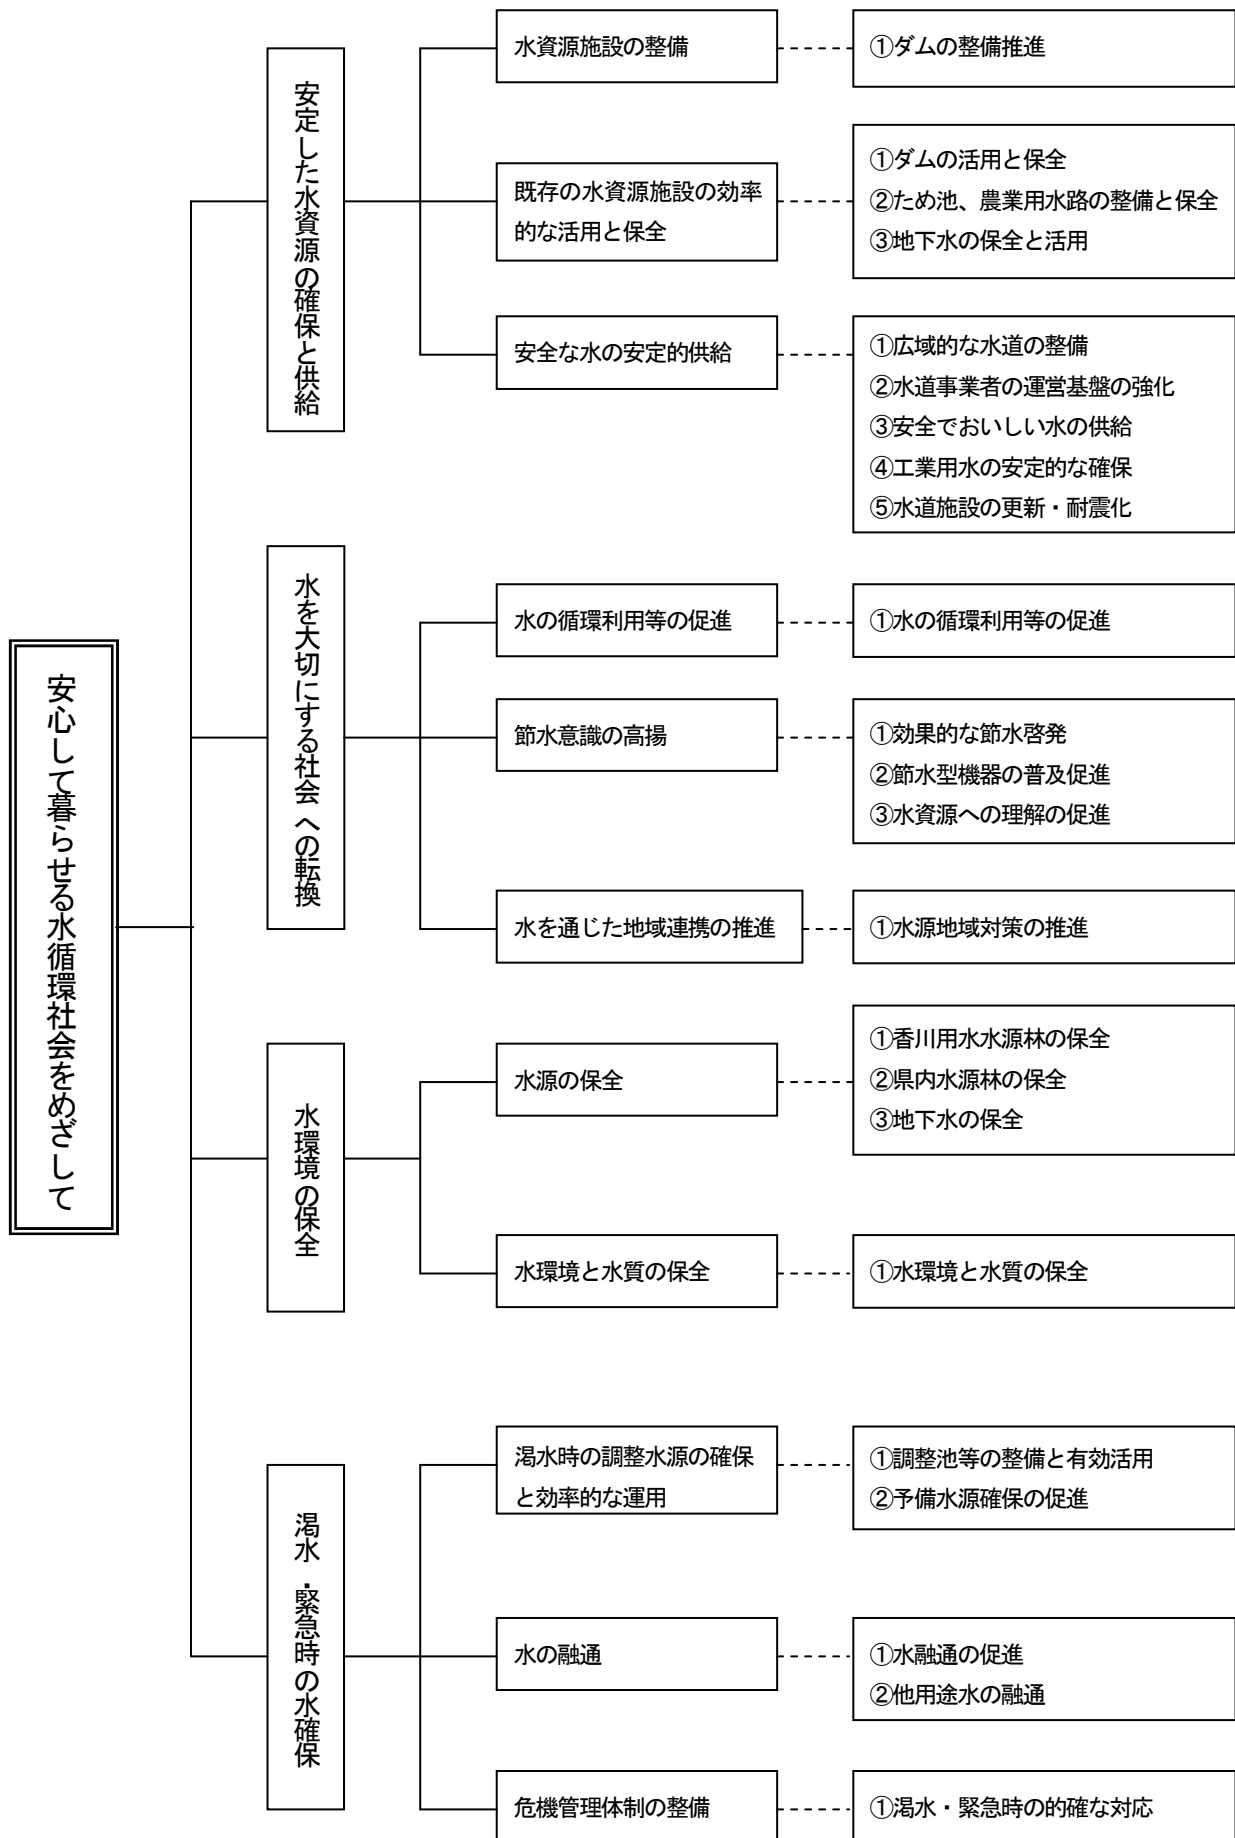 安心して暮らせる水循環社会をめざして
安定した水資源の確保と供給
水資源施設の整備
①ダムの整備推進
既存の水資源施設の効率
的な活用と保全
①ダムの活用と保全
②ため池、農業用水路の整備と保全
③地下水の保全と活用
安全な水の安定的供給
①広域的な水道の整備
②水道事業者の運営基盤の強化
③安全でおいしい水の供給
④工業用水の安定的な確保
⑤水道施設の更新・耐震化
水を大切にする社会への転換
水の循環利用等の促進
①水の循環利用等の促進
節水意識の高揚
①効果的な節水啓発
②節水型機器の普及促進
③水資源への理解の促進
水を通じた地域連携の推進
①水源地域対策の推進
水環境の保全
水源の保全
①香川用水水源林の保全
②県内水源林の保全
③地下水の保全
水環境と水質の保全
①水環境と水質の保全
渇水・緊急時の水確保
渇水時の調整水源の確保
と効率的な運用
①調整池等の整備と有効活用
②予備水源確保の促進
水の融通
①水融通の促進
②他用途水の融通
危機管理体制の整備
①渇水・緊急時の的確な対応